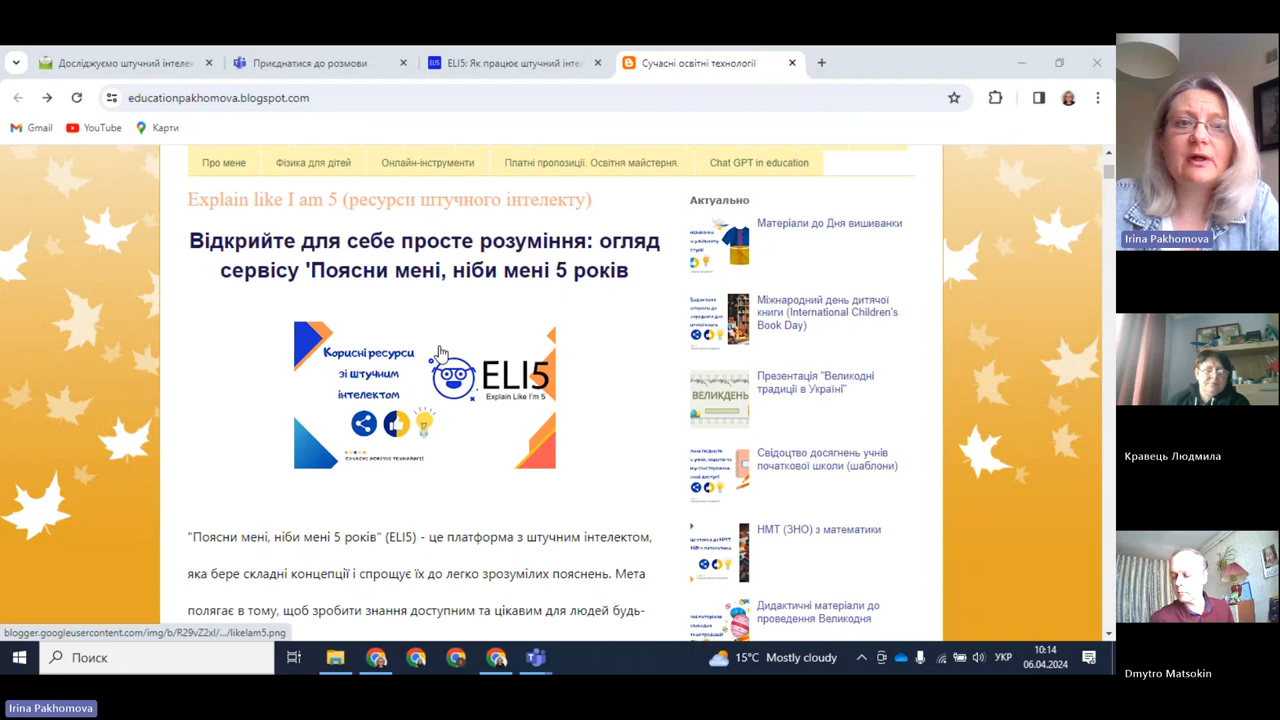 Досліджуємо штучний інтелек
Приєднатися до розмови
ELI5
ELI5: Як працює штучний інте
Сучасні освітні технології
educationpakhomova.blogspot.com
Gmail
YouTube
Карти
Про мене
Фізика для дітей
Онлайн-інструменти
Платні пропозиції. Освітня майстерня.
Chat GPT in education
Explain like I am 5 (ресурси штучного інтелекту)
Відкрийте для себе просте розуміння: огляд
сервісу 'Поясни мені, ніби мені 5 років
Корисні ресурси
зі штучним
інтелектом
ELI5
Explain Like I'm 5
СУЧАСНІ ОСВІТНІ ТЕХНОЛОГІЇ
"Поясни мені, ніби мені 5 років" (ELI5) - це платформа з штучним інтелектом,
яка бере складні концепції і спрощує їх до легко зрозумілих пояснень. Мета
полягає в тому, щоб зробити знання доступним та цікавим для людей будь-
Актуально
Матеріали до Дня вишиванки
Міжнародний день дитячої
книги (International Children's
Book Day)
Презентація "Великодні
традиції в Україні"
ВЕЛИКДЕНЬ
Свідоцтво досягнень учнів
початкової школи (шаблони)
НМТ (ЗНО) з математики
Дидактичні матеріали до
проведення Великодня
blogger.googleusercontent.com/img/b/R29vZ2xl/.../likeIam5.png
Поиск
15°C Mostly cloudy
УКР
10:14
06.04.2024
Irina Pakhomova
Кравець Людмила
Dmytro Matsokin
Irina Pakhomova